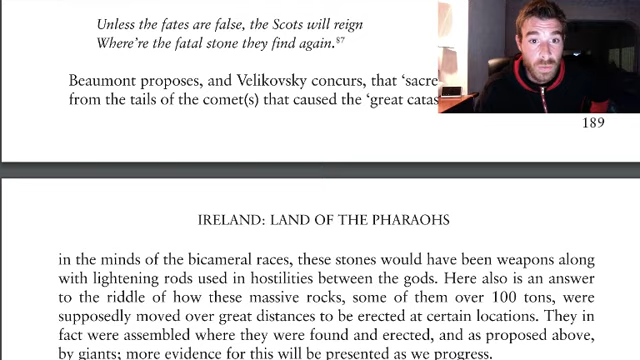 Unless the fates are false, the Scots will reign
Where're the fatal stone they find again.87
Beaumont proposes, and Velikovsky concurs, that ‘sacre
from the tails of the comet(s) that caused the ‘great catas
189
IRELAND: LAND OF THE PHARAOHS
in the minds of the bicameral races, these stones would have been weapons along
with lightening rods used in hostilities between the gods. Here also is an answer
to the riddle of how these massive rocks, some of them over 100 tons, were
supposedly moved over great distances to be erected at certain locations. They in
fact were assembled where they were found and erected, and as proposed above,
by giants; more evidence for this will be presented as we progress.